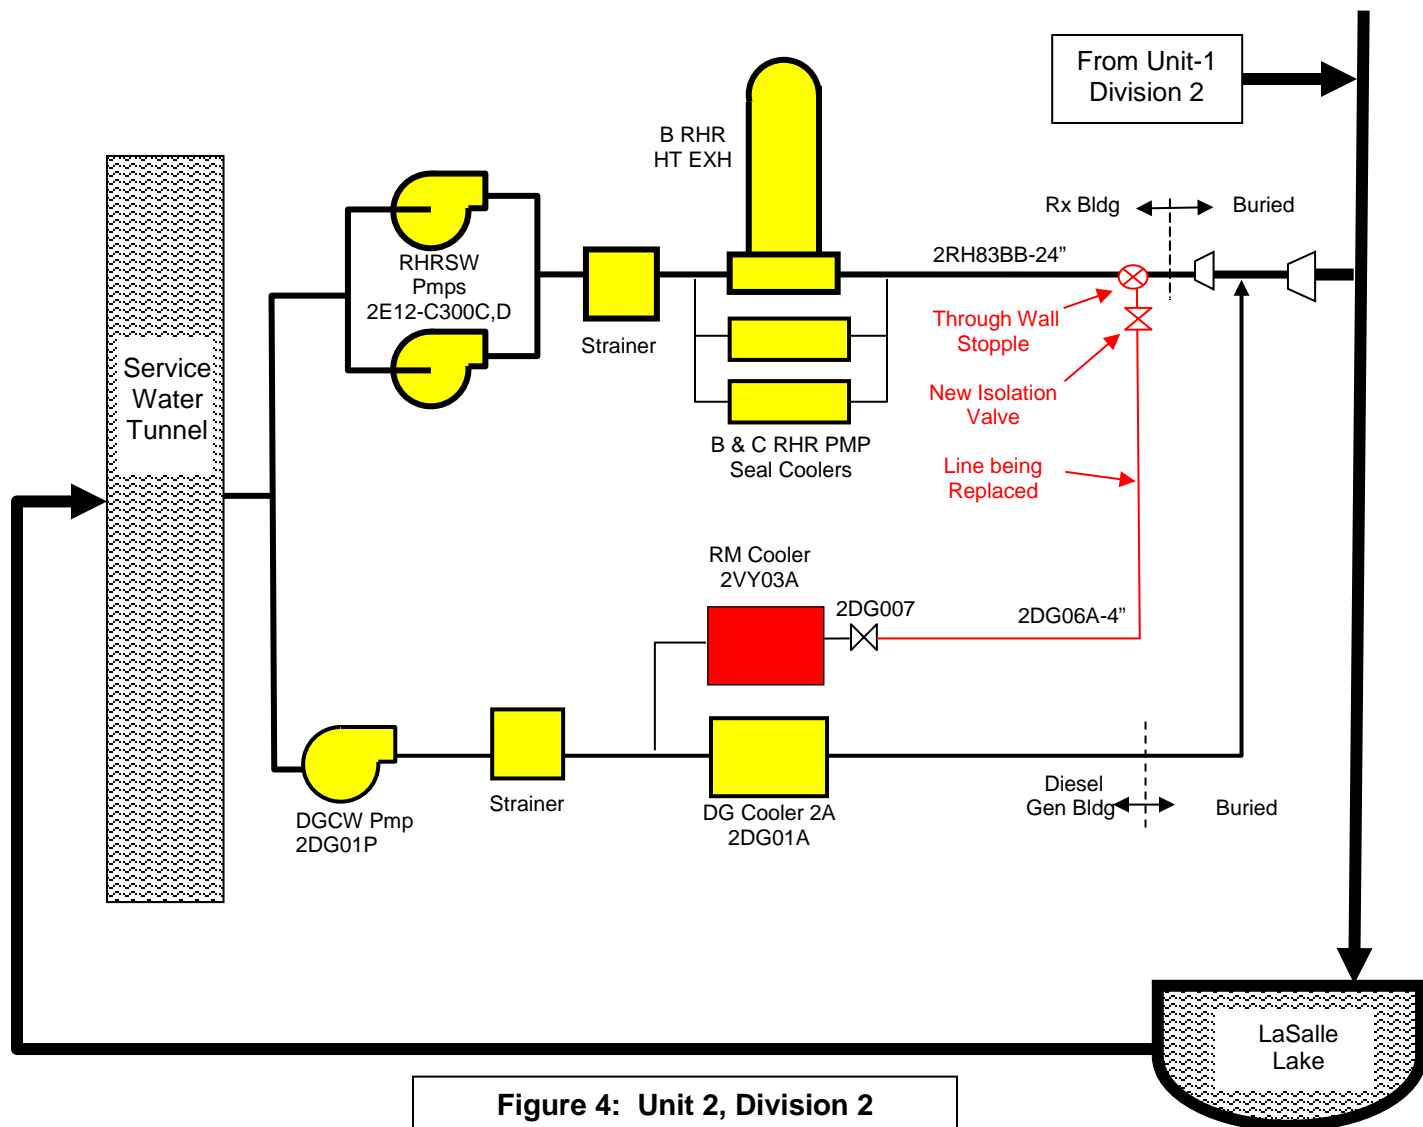 From Unit-1
Division 2
B RHR
HT EXH
Rx Bldg
Buried
2RH83BB-24"
RHRSW
Pmps
2E12-C300C,D
Strainer
Through Wall
Stopple
New Isolation
Valve
Service
Water
Tunnel
B & C RHR PMP
Seal Coolers
Line being
Replaced
RM Cooler
2VY03A
2DG007
2DG06A-4"
Strainer
DGCW Pmp
2DG01P
DG Cooler 2A
2DG01A
Diesel
Gen Bldg
Buried
LaSalle
Lake
Figure 4:  Unit 2, Division 2